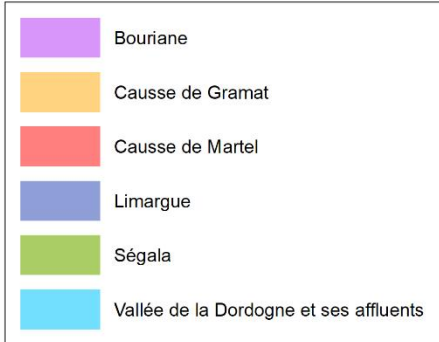 Bouriane
Causse de Gramat
Causse de Martel
Limargue
Ségala
Vallée de la Dordogne et ses affluents